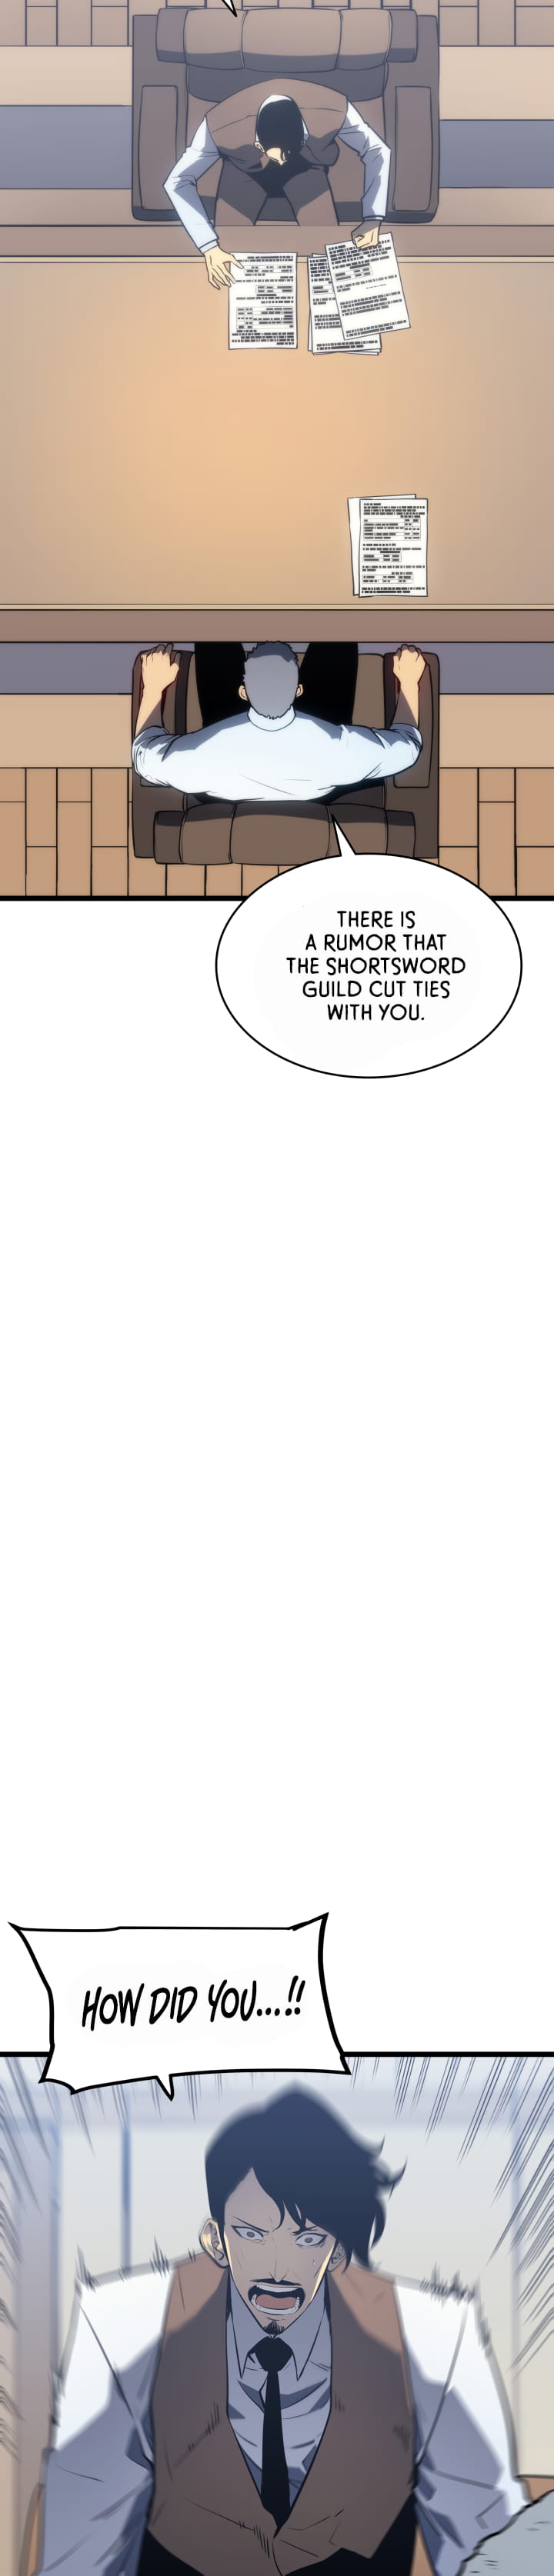 THERE IS
A RUMOR THAT
THE SHORTSWORD
GUILD CUT TIES
WITH YOU.
HOW DID YOU...!!